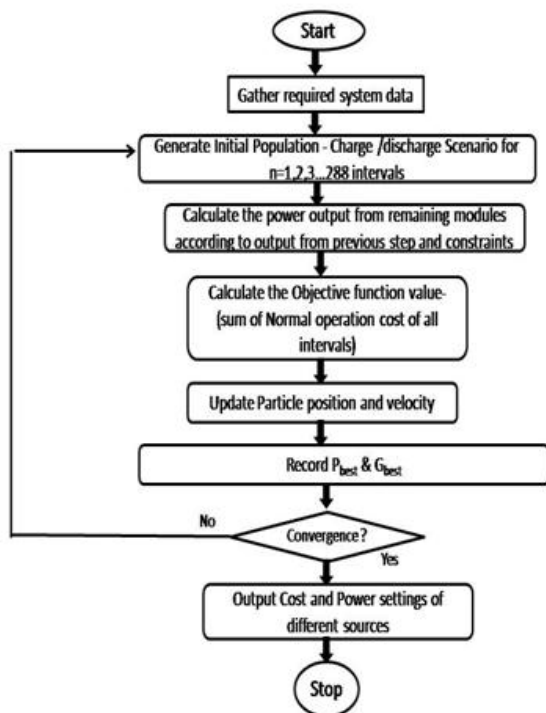 Start
Gather required system data
Generate Initial Population - Charge /discharge Scenario for
n=1,2,3...288 intervals
Calculate the power output from remaining modules
according to output from previous step and constraints
Calculate the Objective function value-
(sum of Normal operation cost of all
intervals)
Update Particle position and velocity
Record P_best & G_best
No
Convergence?
Yes
Output Cost and Power settings of
different sources
Stop